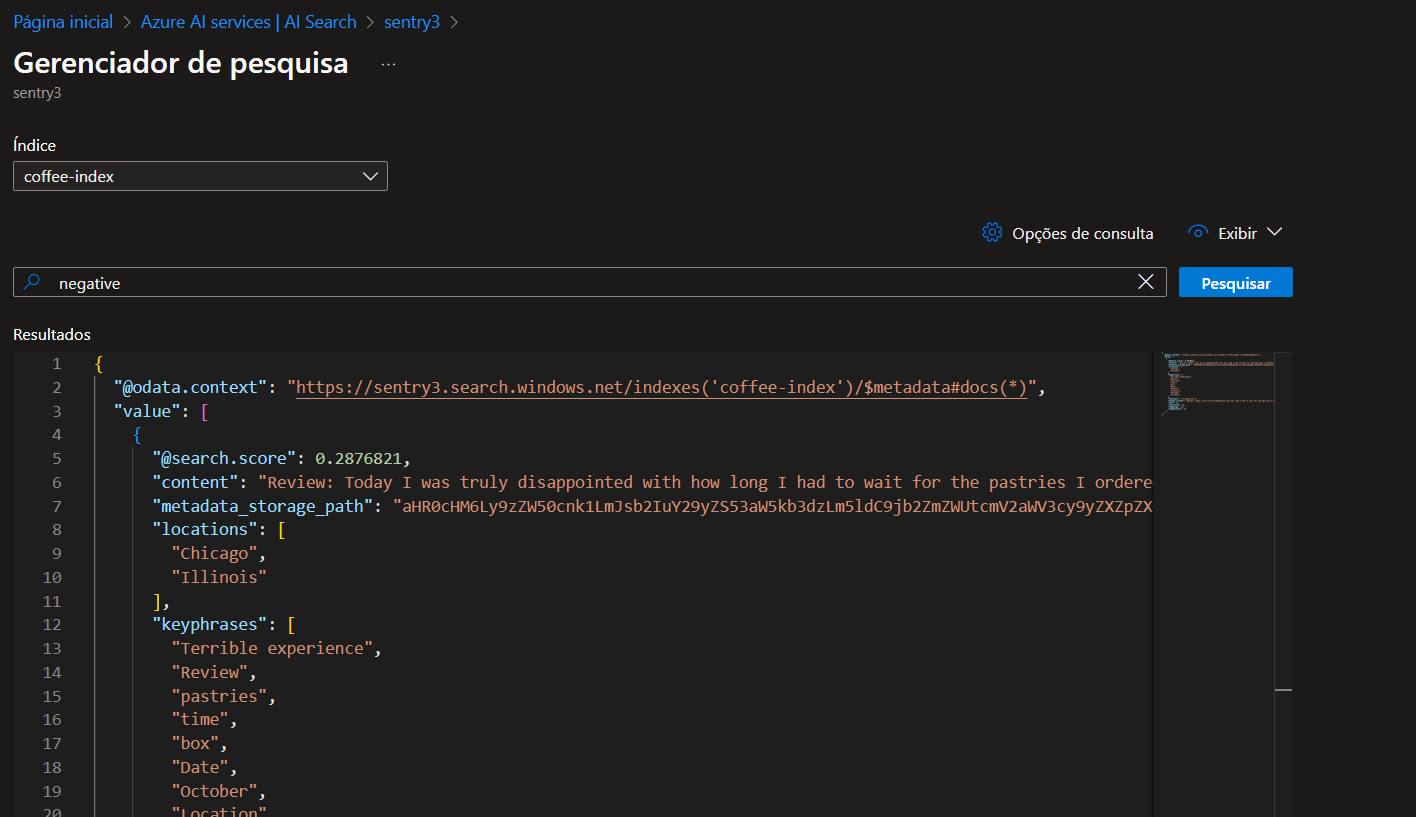 Página inicial > Azure AI services | AI Search > sentry3 >
Gerenciador de pesquisa ...
sentry3
Índice
coffee-index
Opções de consulta Exibir
negative
Pesquisar
Resultados
1 {
2 "@odata.context": "https://sentry3.search.windows.net/indexes('coffee-index')/$metadata#docs(*)",
3 "value": [
4 {
5 "@search.score": 0.2876821,
6 "content": "Review: Today I was truly disappointed with how long I had to wait for the pastries I ordere
7 "metadata_storage_path": "aHR0cHM6Ly9zZW50cnk1LmJsb2IuY29yZS53aW5kb3dzLm5ldC9jb2ZmZWUtcmV2aWV3cy9yZXZpZX
8 "locations": [
9 "Chicago",
10 "Illinois"
11 ],
12 "keyphrases": [
13 "Terrible experience",
14 "Review",
15 "pastries",
16 "time",
17 "box",
18 "Date",
19 "October",
20 "Location"